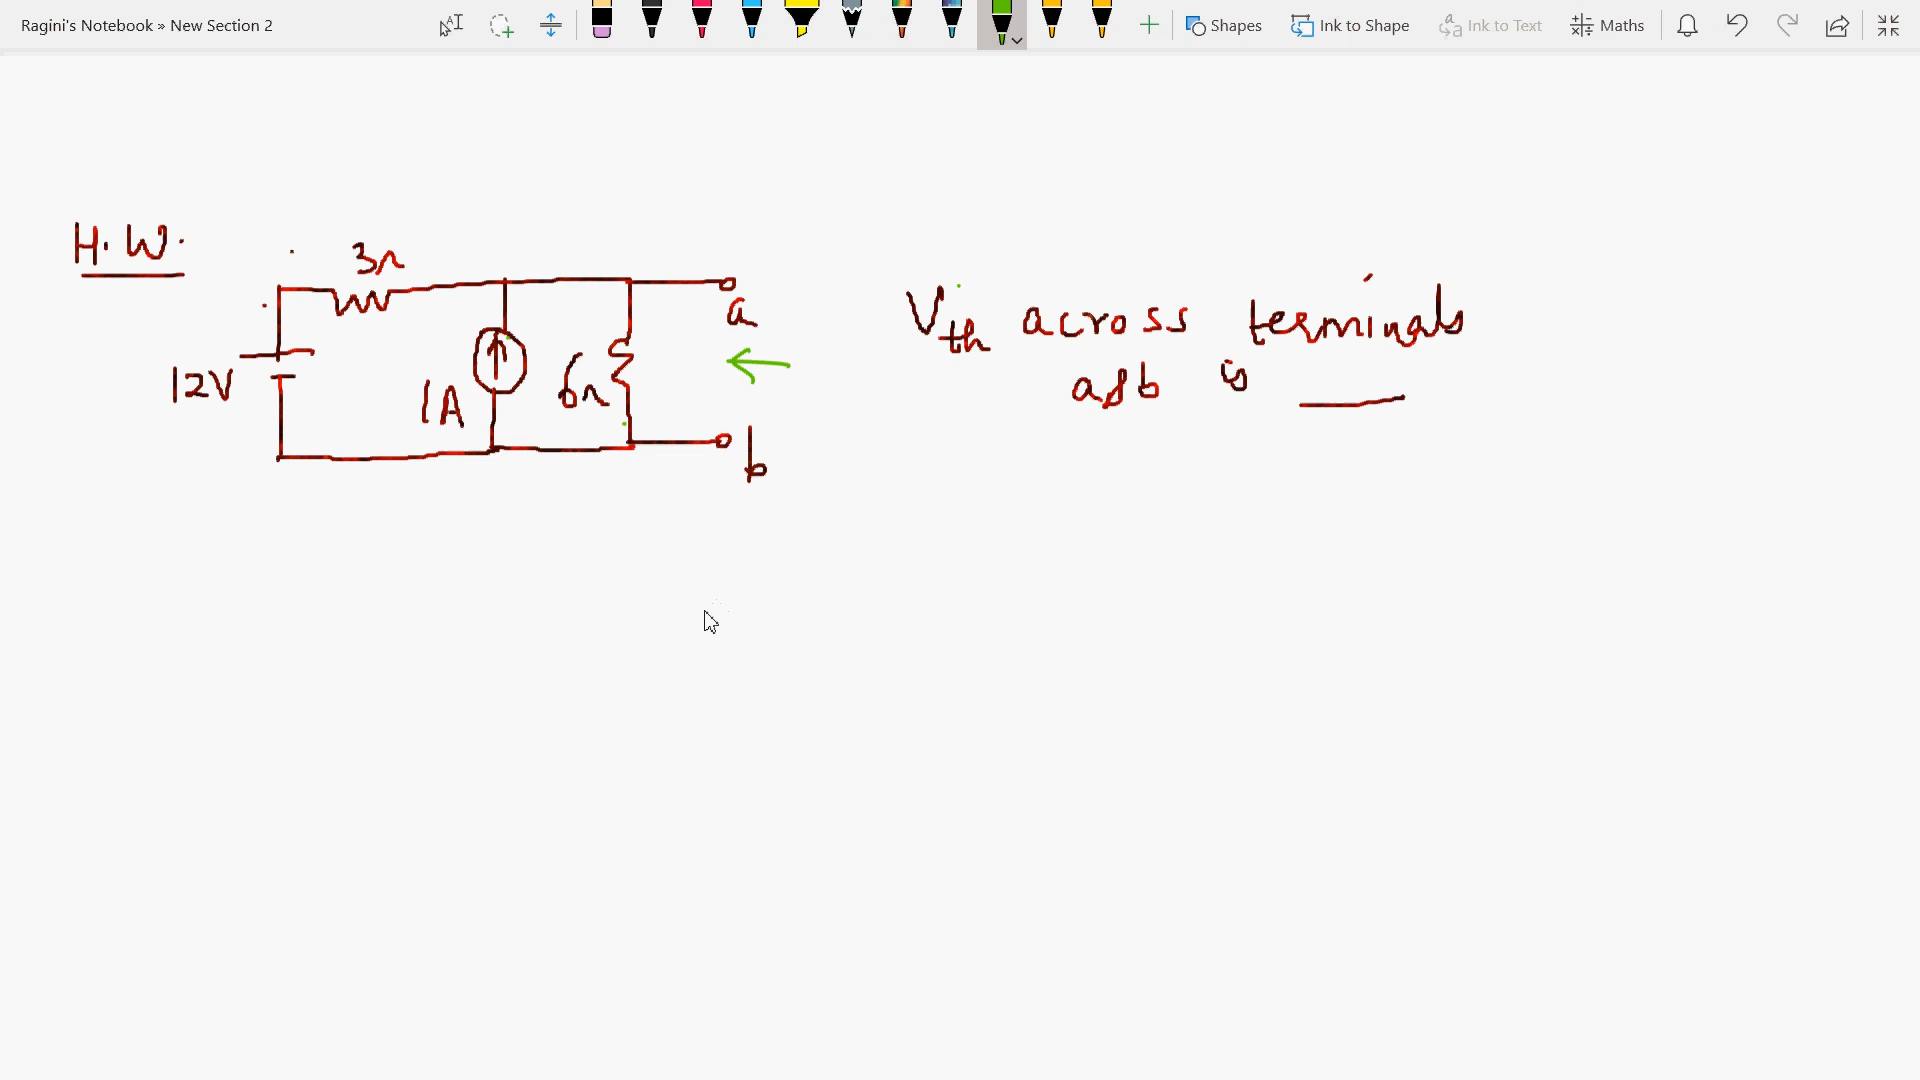 Ragini's Notebook » New Section 2
Shapes
Ink to Shape
Ink to Text
Maths
H.W.
3Ω
12V
1A
6Ω
a
b
Vth across terminals
a & b is ____